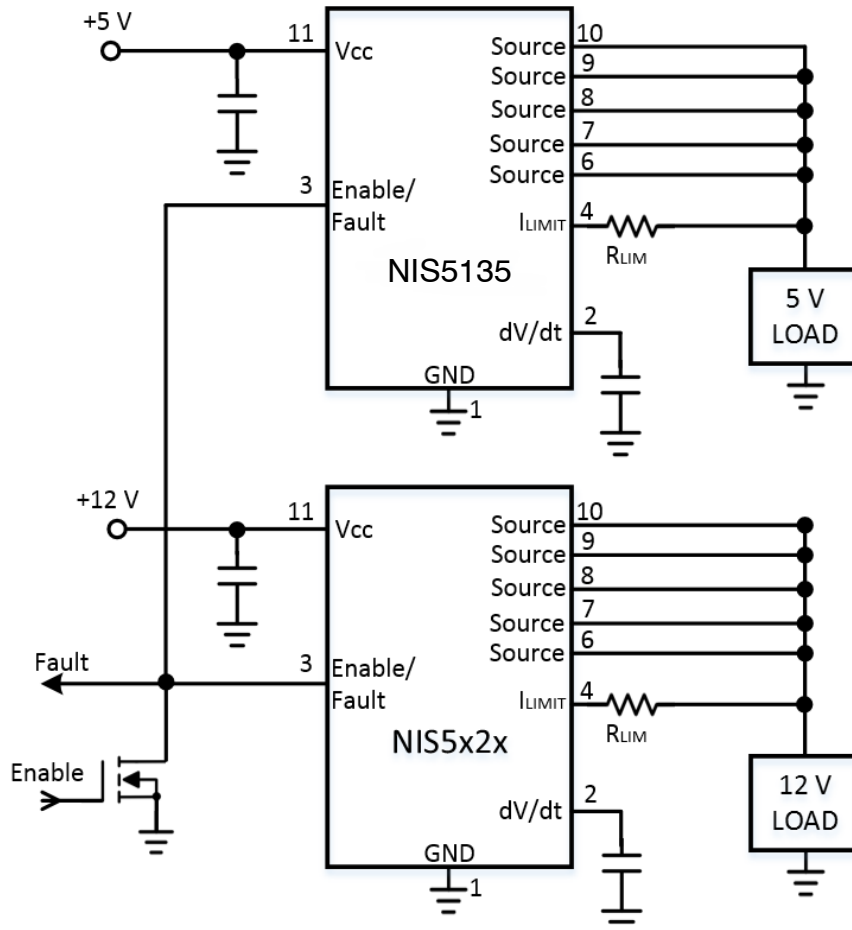 +5 V
11
Vcc
3
Enable/
Fault
NIS5135
Source
10
Source
9
Source
8
Source
7
Source
6
ILIMIT
4
RLIM
dV/dt
2
GND
1
5 V
LOAD
+12 V
11
Vcc
Fault
3
Enable/
Fault
Enable
NIS5x2x
Source
10
Source
9
Source
8
Source
7
Source
6
ILIMIT
4
RLIM
dV/dt
2
GND
1
12 V
LOAD